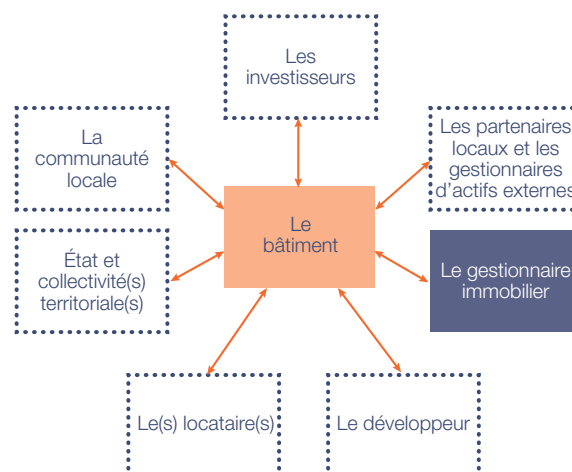 Les
investisseurs
La
communauté
locale
Les partenaires
locaux et les
gestionnaires
d'actifs externes
Le
bâtiment
État et
collectivité(s)
territoriale(s)
Le gestionnaire
immobilier
Le(s) locataire(s)
Le développeur